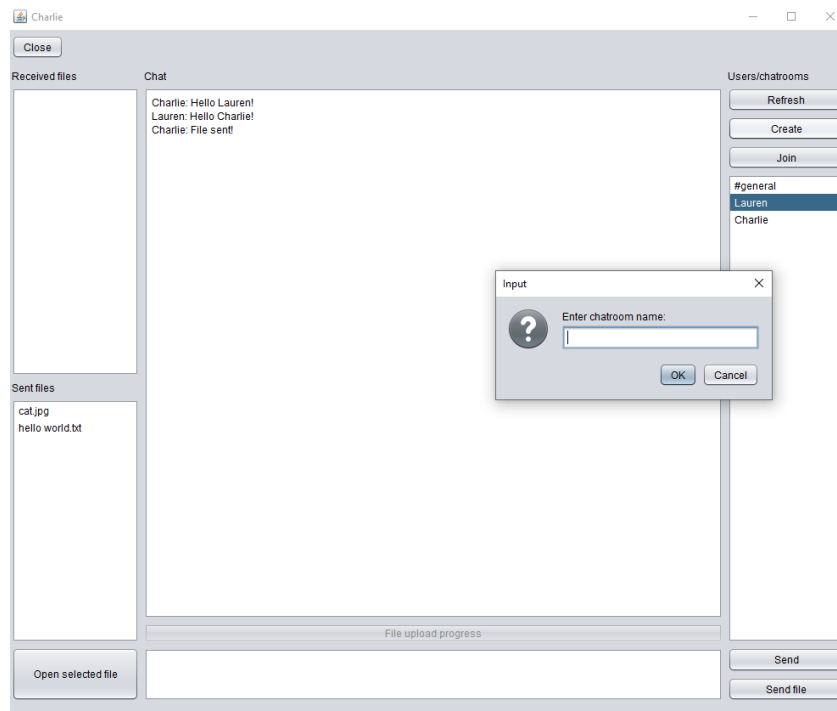 Charlie
Close
Received files
Chat
Users/chatrooms
Charlie: Hello Lauren!
Lauren: Hello Charlie!
Charlie: File sent!
Refresh
Create
Join
#general
Lauren
Charlie
Input
Enter chatroom name:
OK
Cancel
Sent files
cat.jpg
hello world.txt
File upload progress
Open selected file
Send
Send file